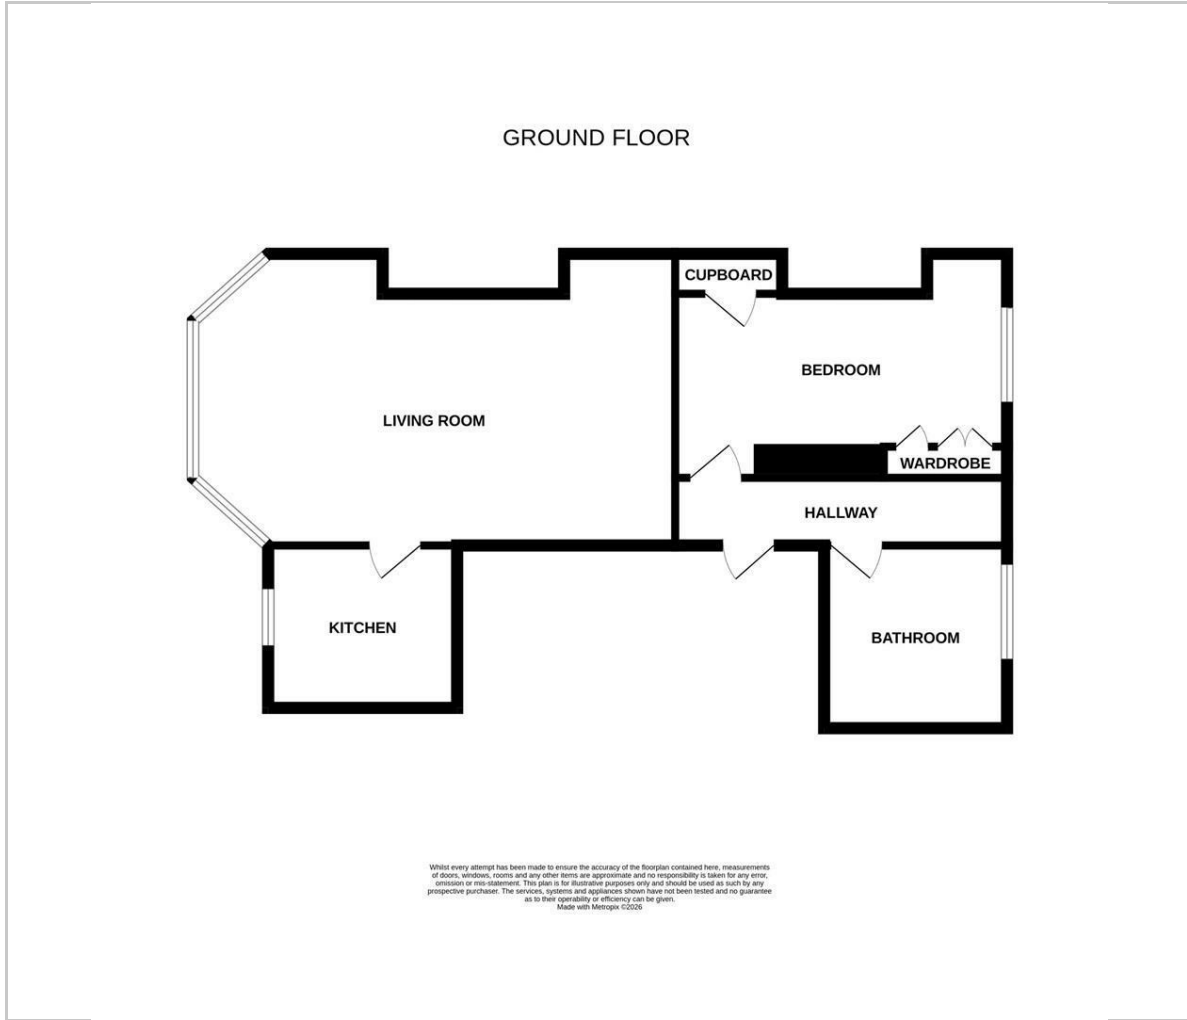 GROUND FLOOR
CUPBOARD
BEDROOM
LIVING ROOM
WARDROBE
HALLWAY
KITCHEN
BATHROOM
Whilst every attempt has been made to ensure the accuracy of the floorplan contained here, measurements
of doors, windows, rooms and any other items are approximate and no responsibility is taken for any error,
omission or mis-statement. This plan is for illustrative purposes only and should be used as such by any
prospective purchaser. The services, systems and appliances shown have not been tested and no guarantee
as to their operability or efficiency can be given.
Made with Metropix ©2026